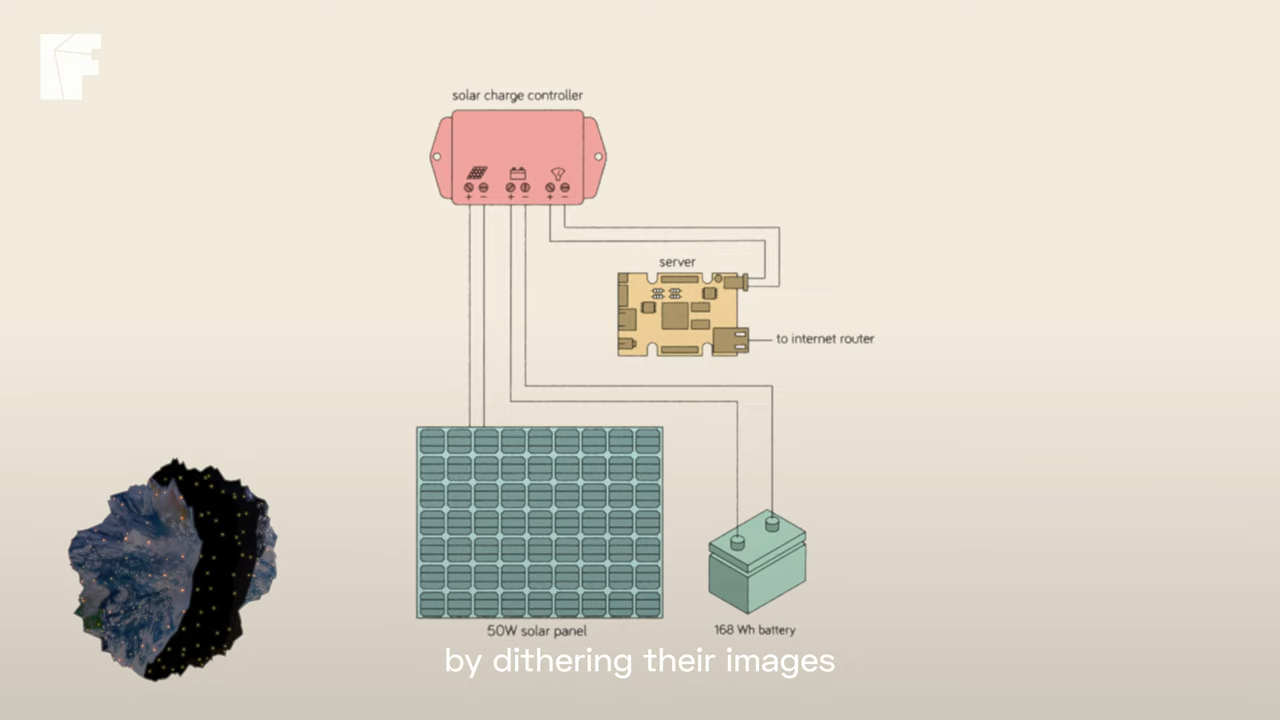 F
solar charge controller
+ − + − + −
server
to internet router
50W solar panel
168 Wh battery
by dithering their images